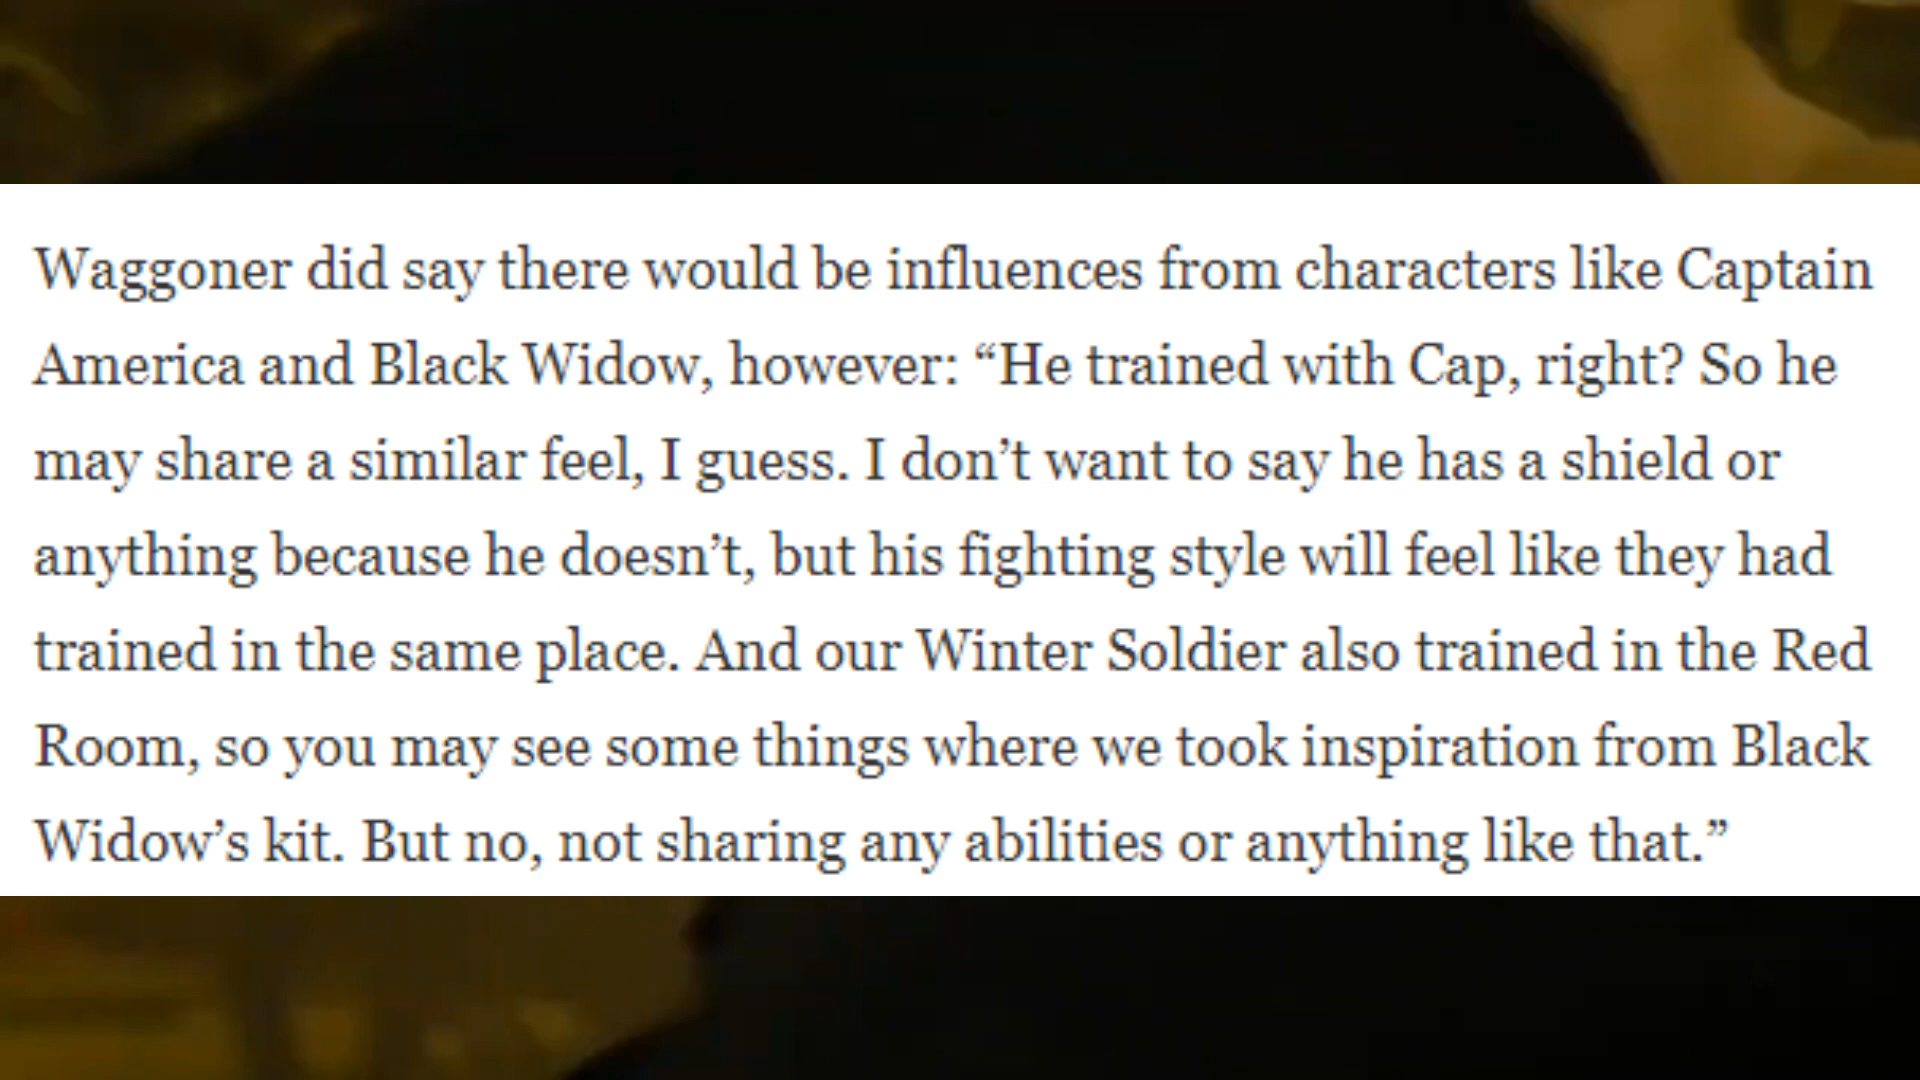 Waggoner did say there would be influences from characters like Captain
America and Black Widow, however: “He trained with Cap, right? So he
may share a similar feel, I guess. I don’t want to say he has a shield or
anything because he doesn’t, but his fighting style will feel like they had
trained in the same place. And our Winter Soldier also trained in the Red
Room, so you may see some things where we took inspiration from Black
Widow’s kit. But no, not sharing any abilities or anything like that.”